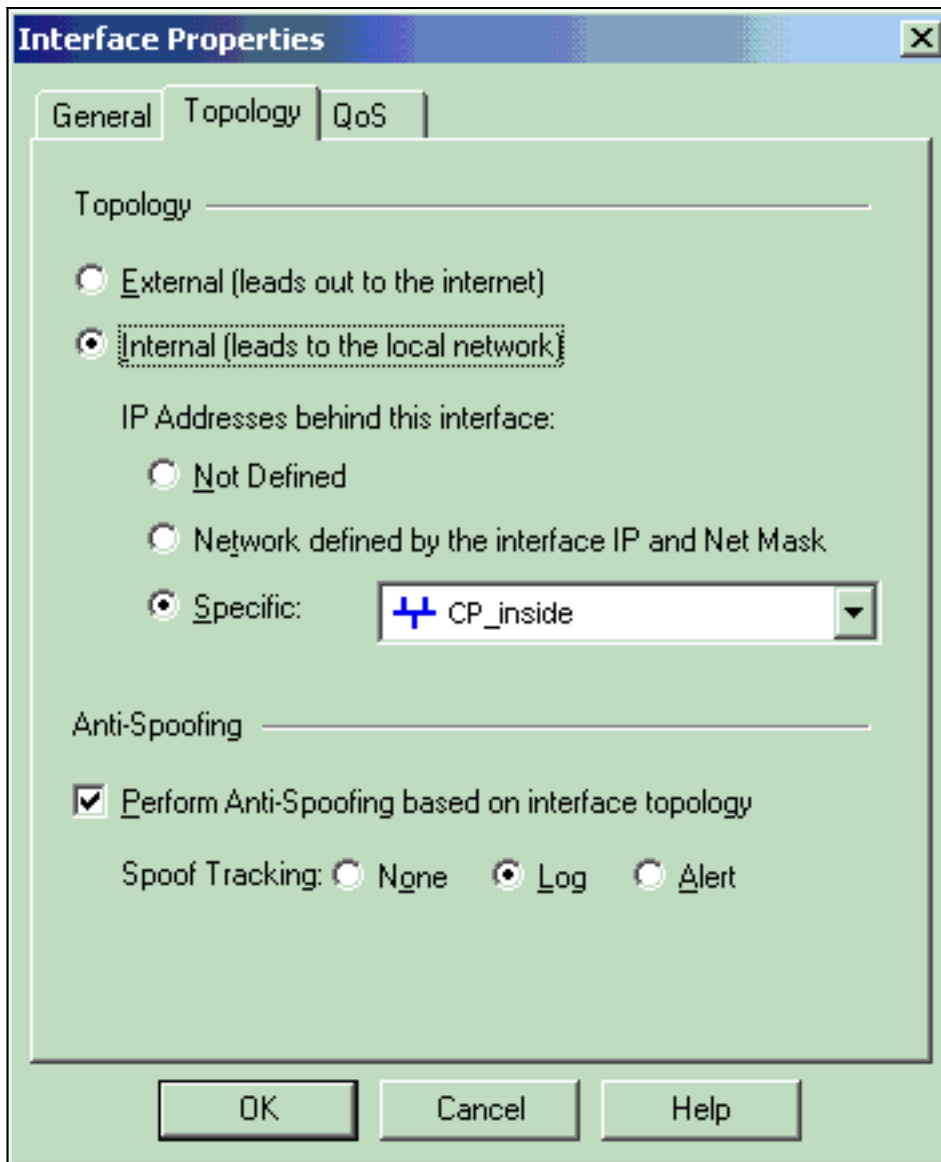 Interface Properties
General Topology QoS
Topology
External (leads out to the internet)
Internal (leads to the local network)
IP Addresses behind this interface:
Not Defined
Network defined by the interface IP and Net Mask
Specific: CP_inside
Anti-Spoofing
Perform Anti-Spoofing based on interface topology
Spoof Tracking: None Log Alert
OK Cancel Help